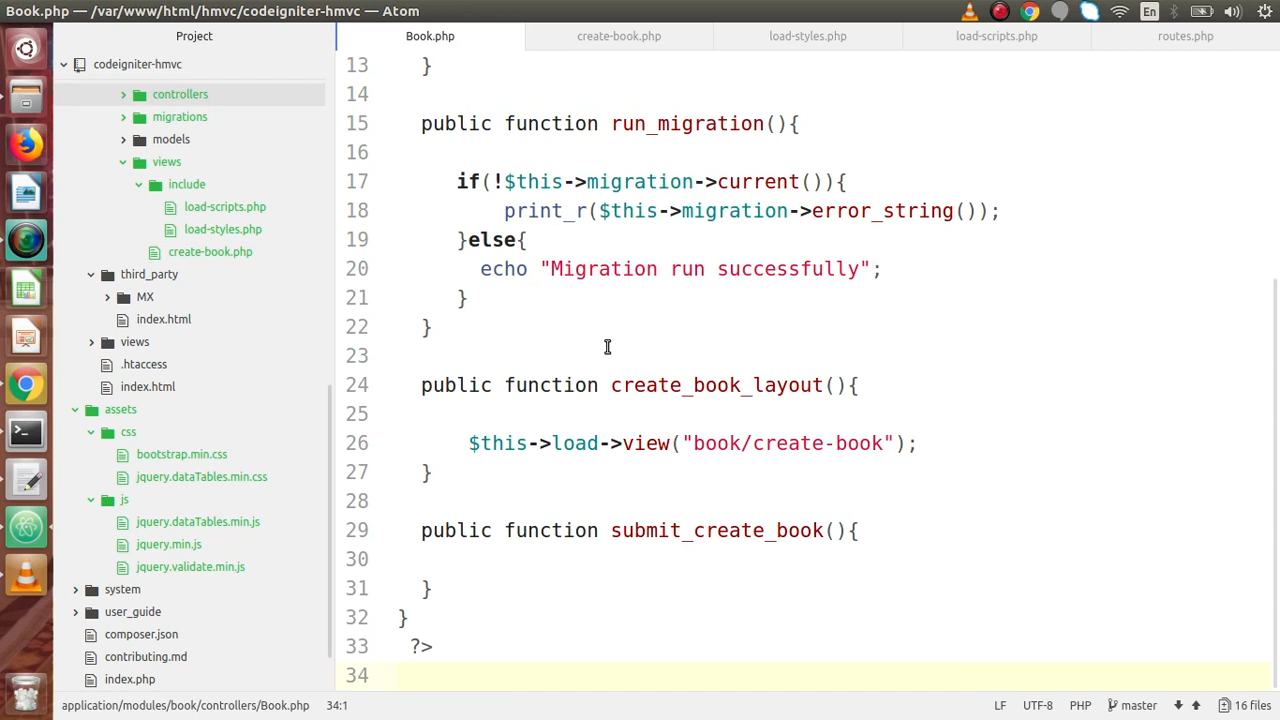 Book.php — /var/www/html/hmvc/codeigniter-hmvc — Atom
En
Project
codeigniter-hmvc
controllers
migrations
models
views
include
load-scripts.php
load-styles.php
create-book.php
third_party
MX
index.html
views
.htaccess
index.html
assets
css
bootstrap.min.css
jquery.dataTables.min.css
js
jquery.dataTables.min.js
jquery.min.js
jquery.validate.min.js
system
user_guide
composer.json
contributing.md
index.php
Book.php
create-book.php
load-styles.php
load-scripts.php
routes.php
13 }
14
15 public function run_migration(){
16
17 if(!$this->migration->current()){
18 print_r($this->migration->error_string());
19 }else{
20 echo "Migration run successfully";
21 }
22 }
23
24 public function create_book_layout(){
25
26 $this->load->view("book/create-book");
27 }
28
29 public function submit_create_book(){
30
31 }
32 }
33 ?>
34
application/modules/book/controllers/Book.php 34:1 LF UTF-8 PHP master 16 files